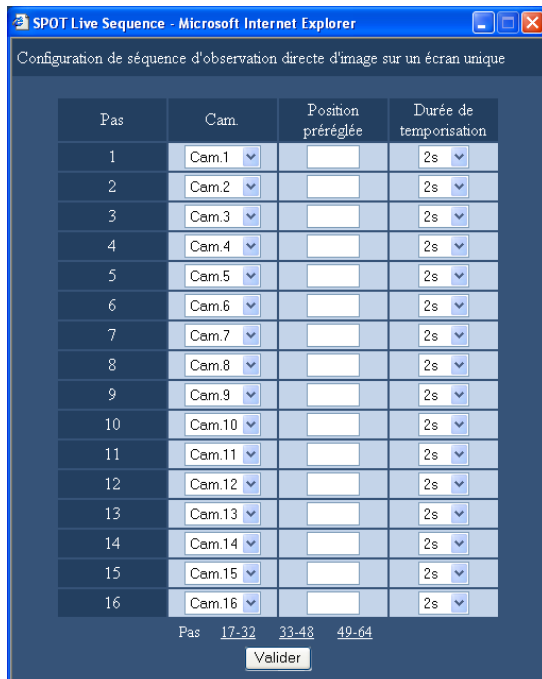 SPOT Live Sequence - Microsoft Internet Explorer
Configuration de séquence d'observation directe d'image sur un écran unique
Pas Cam. Position préréglée Durée de temporisation
1 Cam.1 2s
2 Cam.2 2s
3 Cam.3 2s
4 Cam.4 2s
5 Cam.5 2s
6 Cam.6 2s
7 Cam.7 2s
8 Cam.8 2s
9 Cam.9 2s
10 Cam.10 2s
11 Cam.11 2s
12 Cam.12 2s
13 Cam.13 2s
14 Cam.14 2s
15 Cam.15 2s
16 Cam.16 2s
Pas 17-32 33-48 49-64
Valider